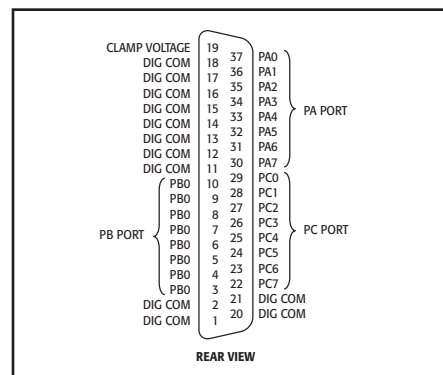 CLAMP VOLTAGE 19
DIG COM 18
DIG COM 17
DIG COM 16
DIG COM 15
DIG COM 14
DIG COM 13
DIG COM 12
DIG COM 11
PB0 10
PB0 9
PB0 8
PB0 7
PB0 6
PB0 5
PB0 4
PB0 3
DIG COM 2
DIG COM 1
PB PORT
37 PA0
36 PA1
35 PA2
34 PA3
33 PA4
32 PA5
31 PA6
30 PA7
29 PC0
28 PC1
27 PC2
26 PC3
25 PC4
24 PC5
23 PC6
22 PC7
21 DIG COM
20 DIG COM
PA PORT
PC PORT
REAR VIEW